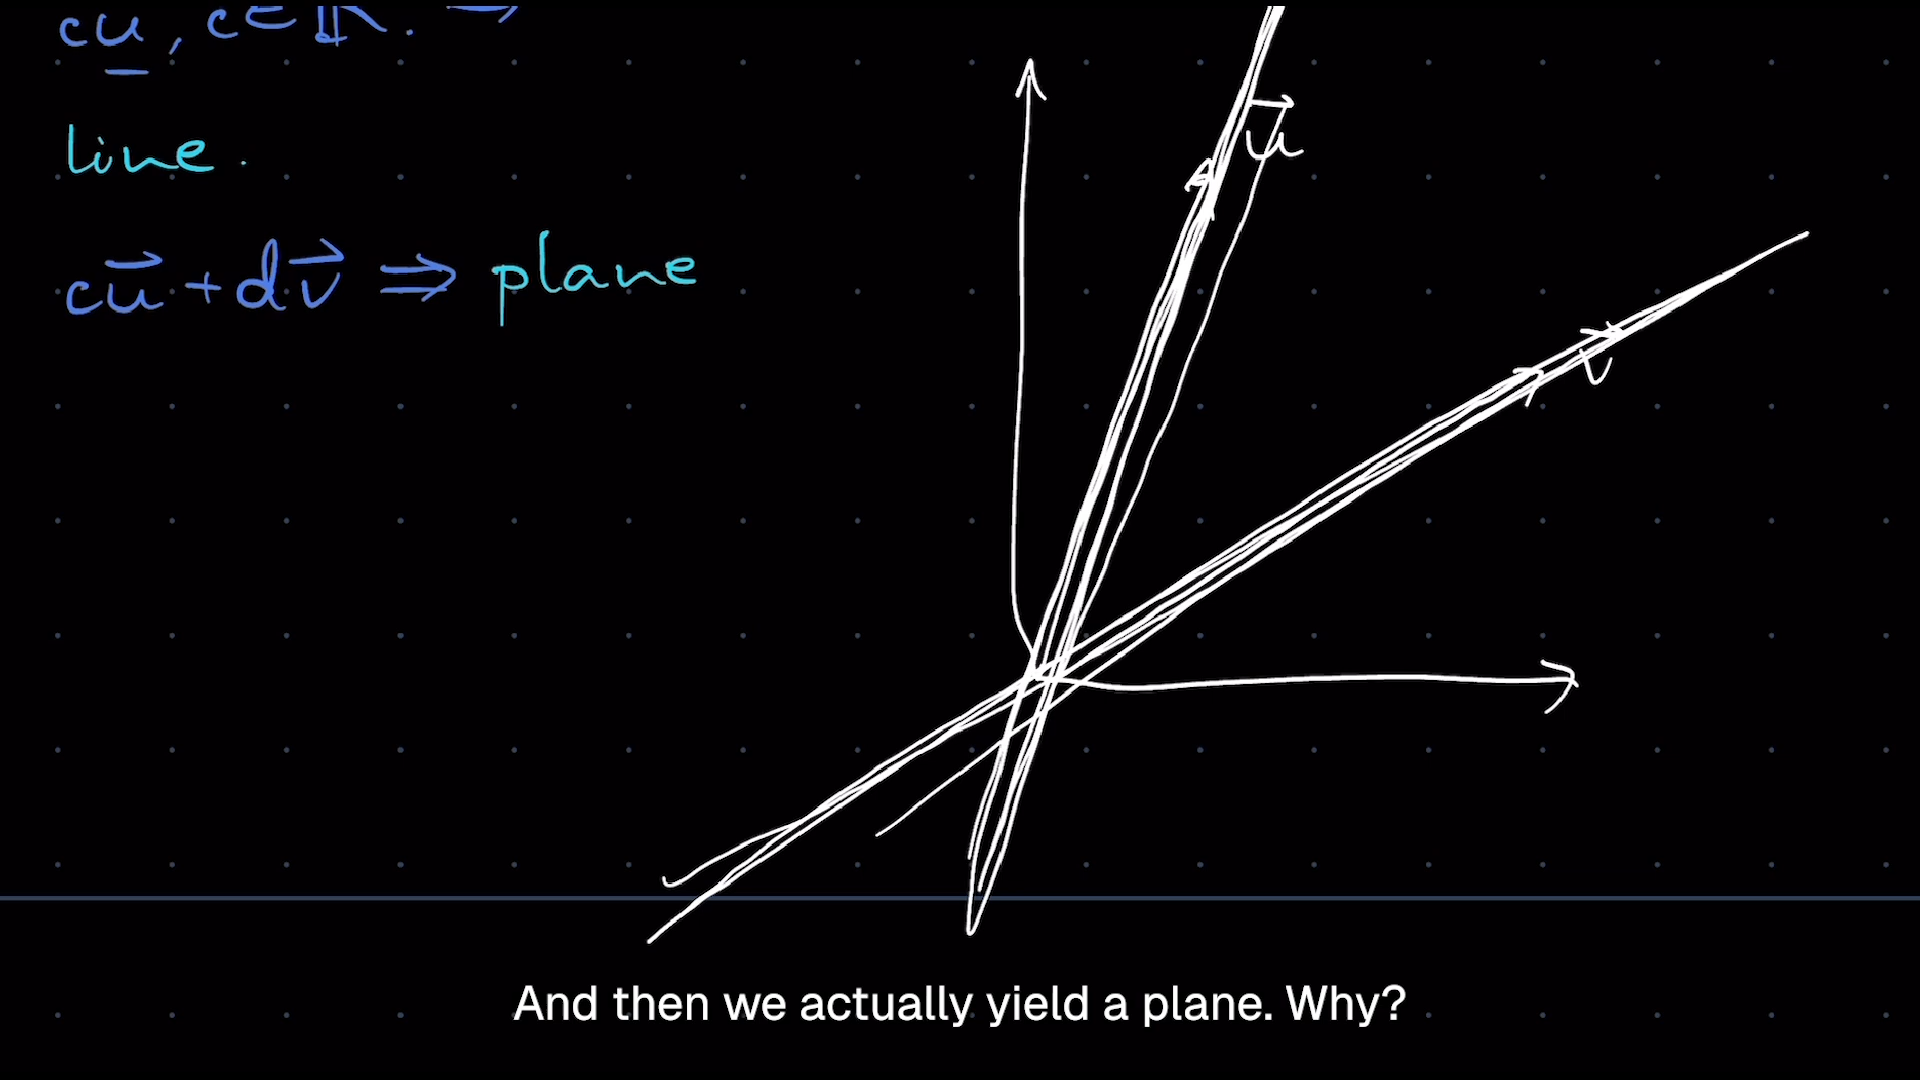 cu, c∈ℝ. ⇒
line.
cu⃗ + dv⃗ ⇒ plane
u
v
And then we actually yield a plane. Why?